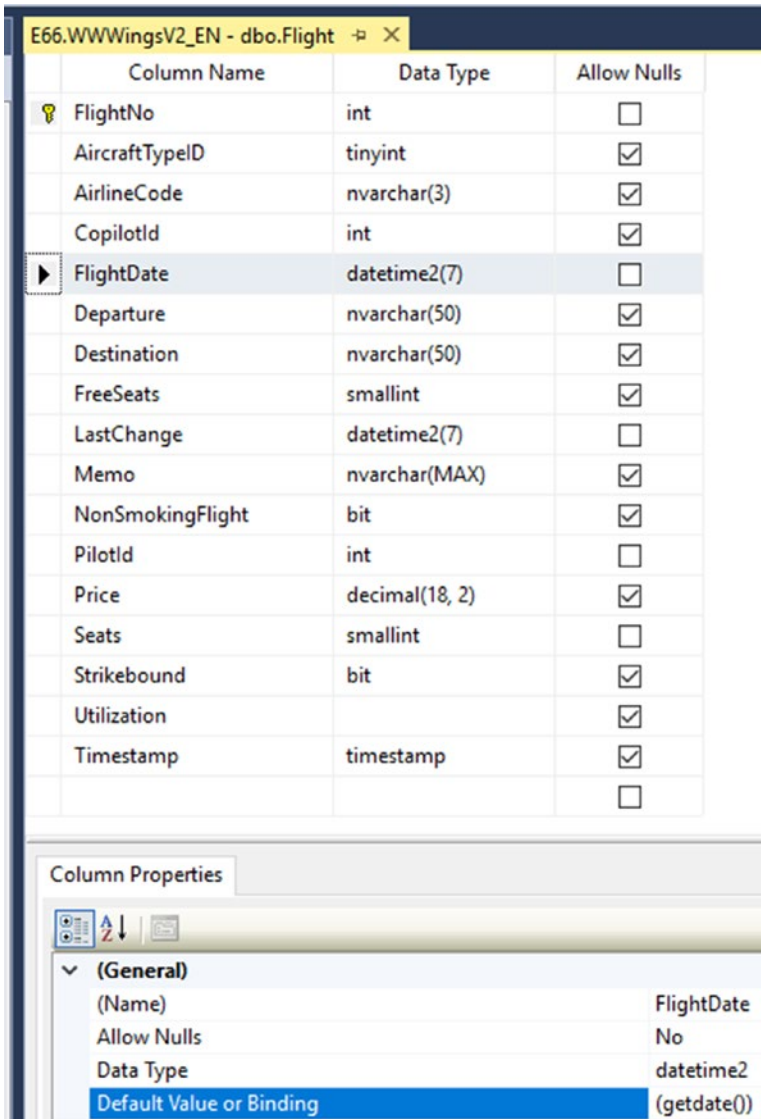 E66.WWWingsV2_EN - dbo.Flight
Column Name Data Type Allow Nulls
FlightNo int
AircraftTypeID tinyint
AirlineCode nvarchar(3)
CopilotId int
FlightDate datetime2(7)
Departure nvarchar(50)
Destination nvarchar(50)
FreeSeats smallint
LastChange datetime2(7)
Memo nvarchar(MAX)
NonSmokingFlight bit
PilotId int
Price decimal(18, 2)
Seats smallint
Strikebound bit
Utilization
Timestamp timestamp
Column Properties
(General)
(Name) FlightDate
Allow Nulls No
Data Type datetime2
Default Value or Binding (getdate())